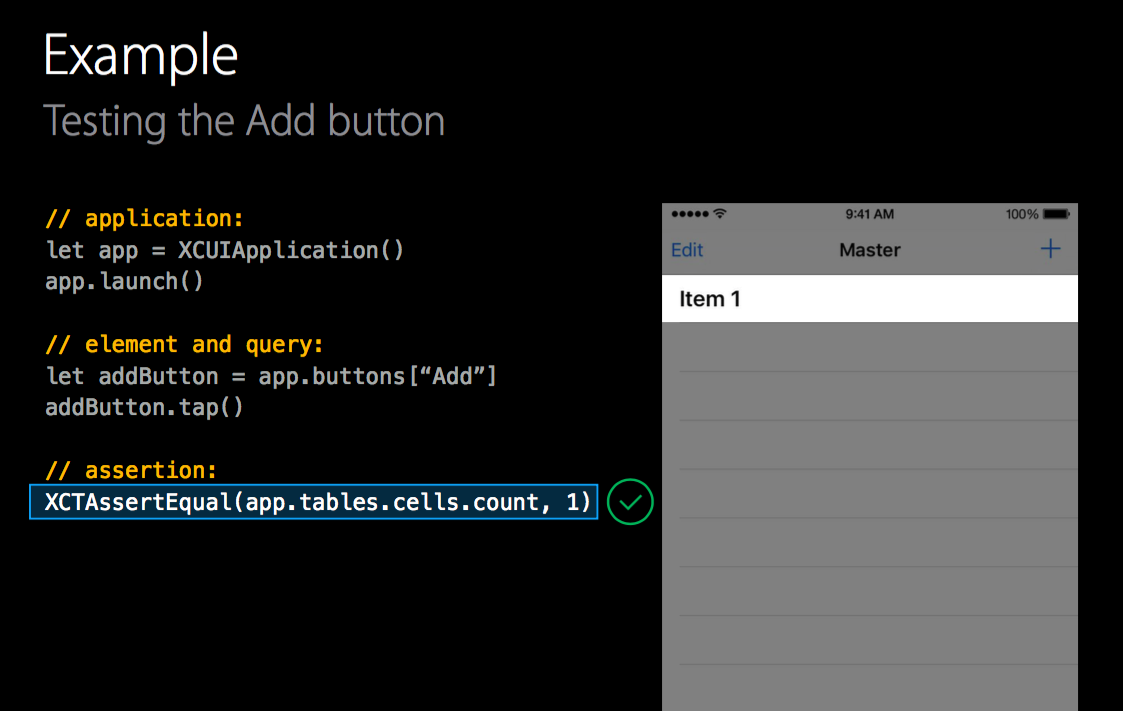 Example
Testing the Add button
// application:
let app = XCUIApplication()
app.launch()
// element and query:
let addButton = app.buttons[“Add”]
addButton.tap()
// assertion:
XCTAssertEqual(app.tables.cells.count, 1)
9:41 AM
100%
Edit
Master
+
Item 1